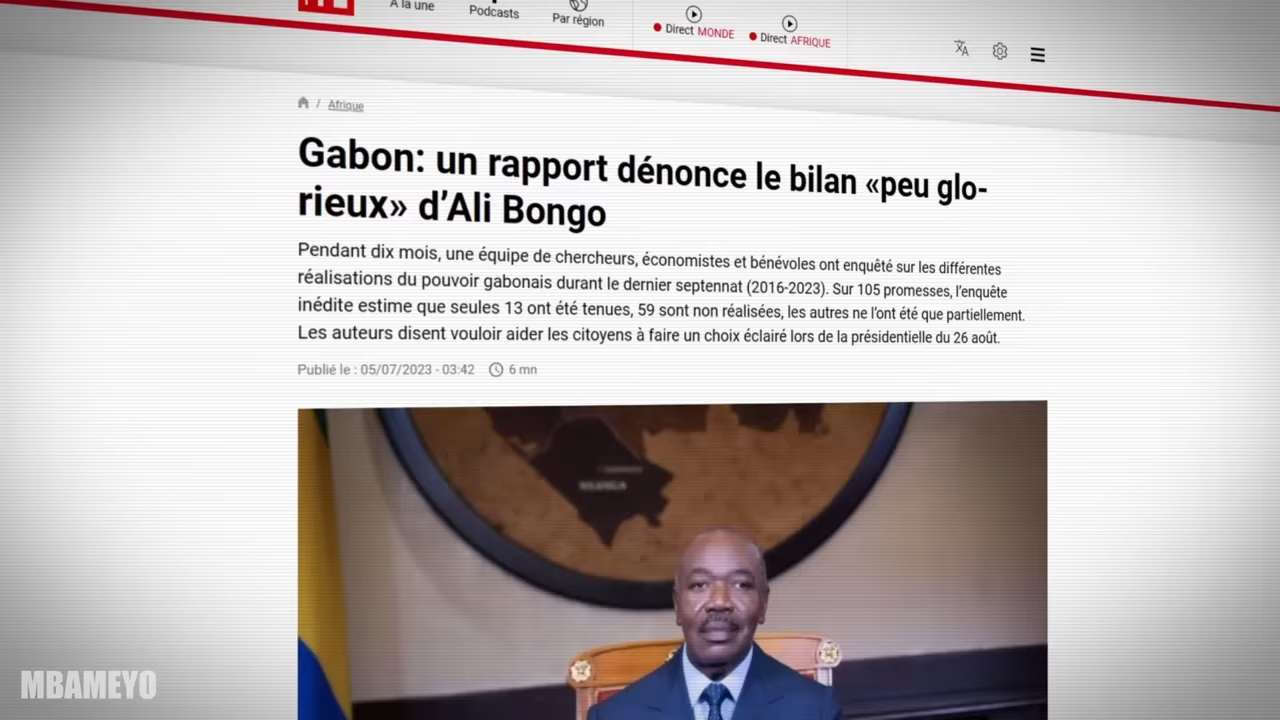 À la une
Podcasts
Par région
Direct MONDE
Direct AFRIQUE
/ Afrique
Gabon: un rapport dénonce le bilan «peu glo-
rieux» d'Ali Bongo
Pendant dix mois, une équipe de chercheurs, économistes et bénévoles ont enquêté sur les différentes
réalisations du pouvoir gabonais durant le dernier septennat (2016-2023). Sur 105 promesses, l'enquête
inédite estime que seules 13 ont été tenues, 59 sont non réalisées, les autres ne l'ont été que partiellement.
Les auteurs disent vouloir aider les citoyens à faire un choix éclairé lors de la présidentielle du 26 août.
Publié le : 05/07/2023 - 03:42 6 mn
MBAMEYO